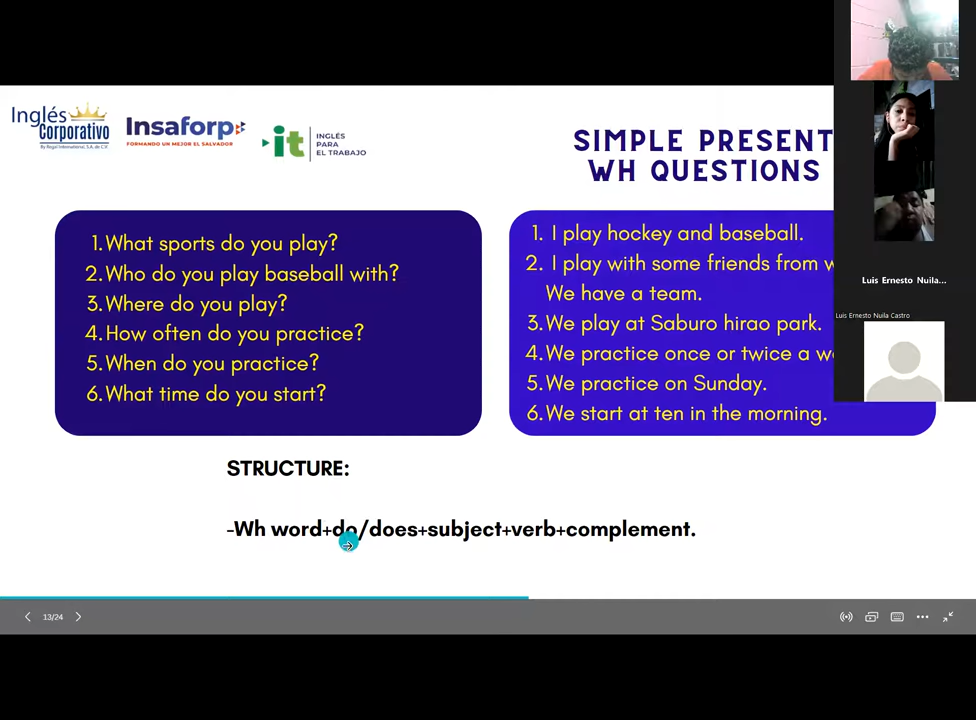 Inglés
Corporativo
By Regal International, S.A. de C.V.
Insaforp
FORMANDO UN MEJOR EL SALVADOR
it
INGLÉS
PARA
EL TRABAJO
SIMPLE PRESENT
WH QUESTIONS
1.What sports do you play?
2.Who do you play baseball with?
3.Where do you play?
4.How often do you practice?
5.When do you practice?
6.What time do you start?
1. I play hockey and baseball.
2. I play with some friends from
We have a team.
3.We play at Saburo hirao park.
4.We practice once or twice a
5.We practice on Sunday.
6.We start at ten in the morning.
STRUCTURE:
-Wh word+do/does+subject+verb+complement.
Luis Ernesto Nuila...
Luis Ernesto Nuila Castro
13/24